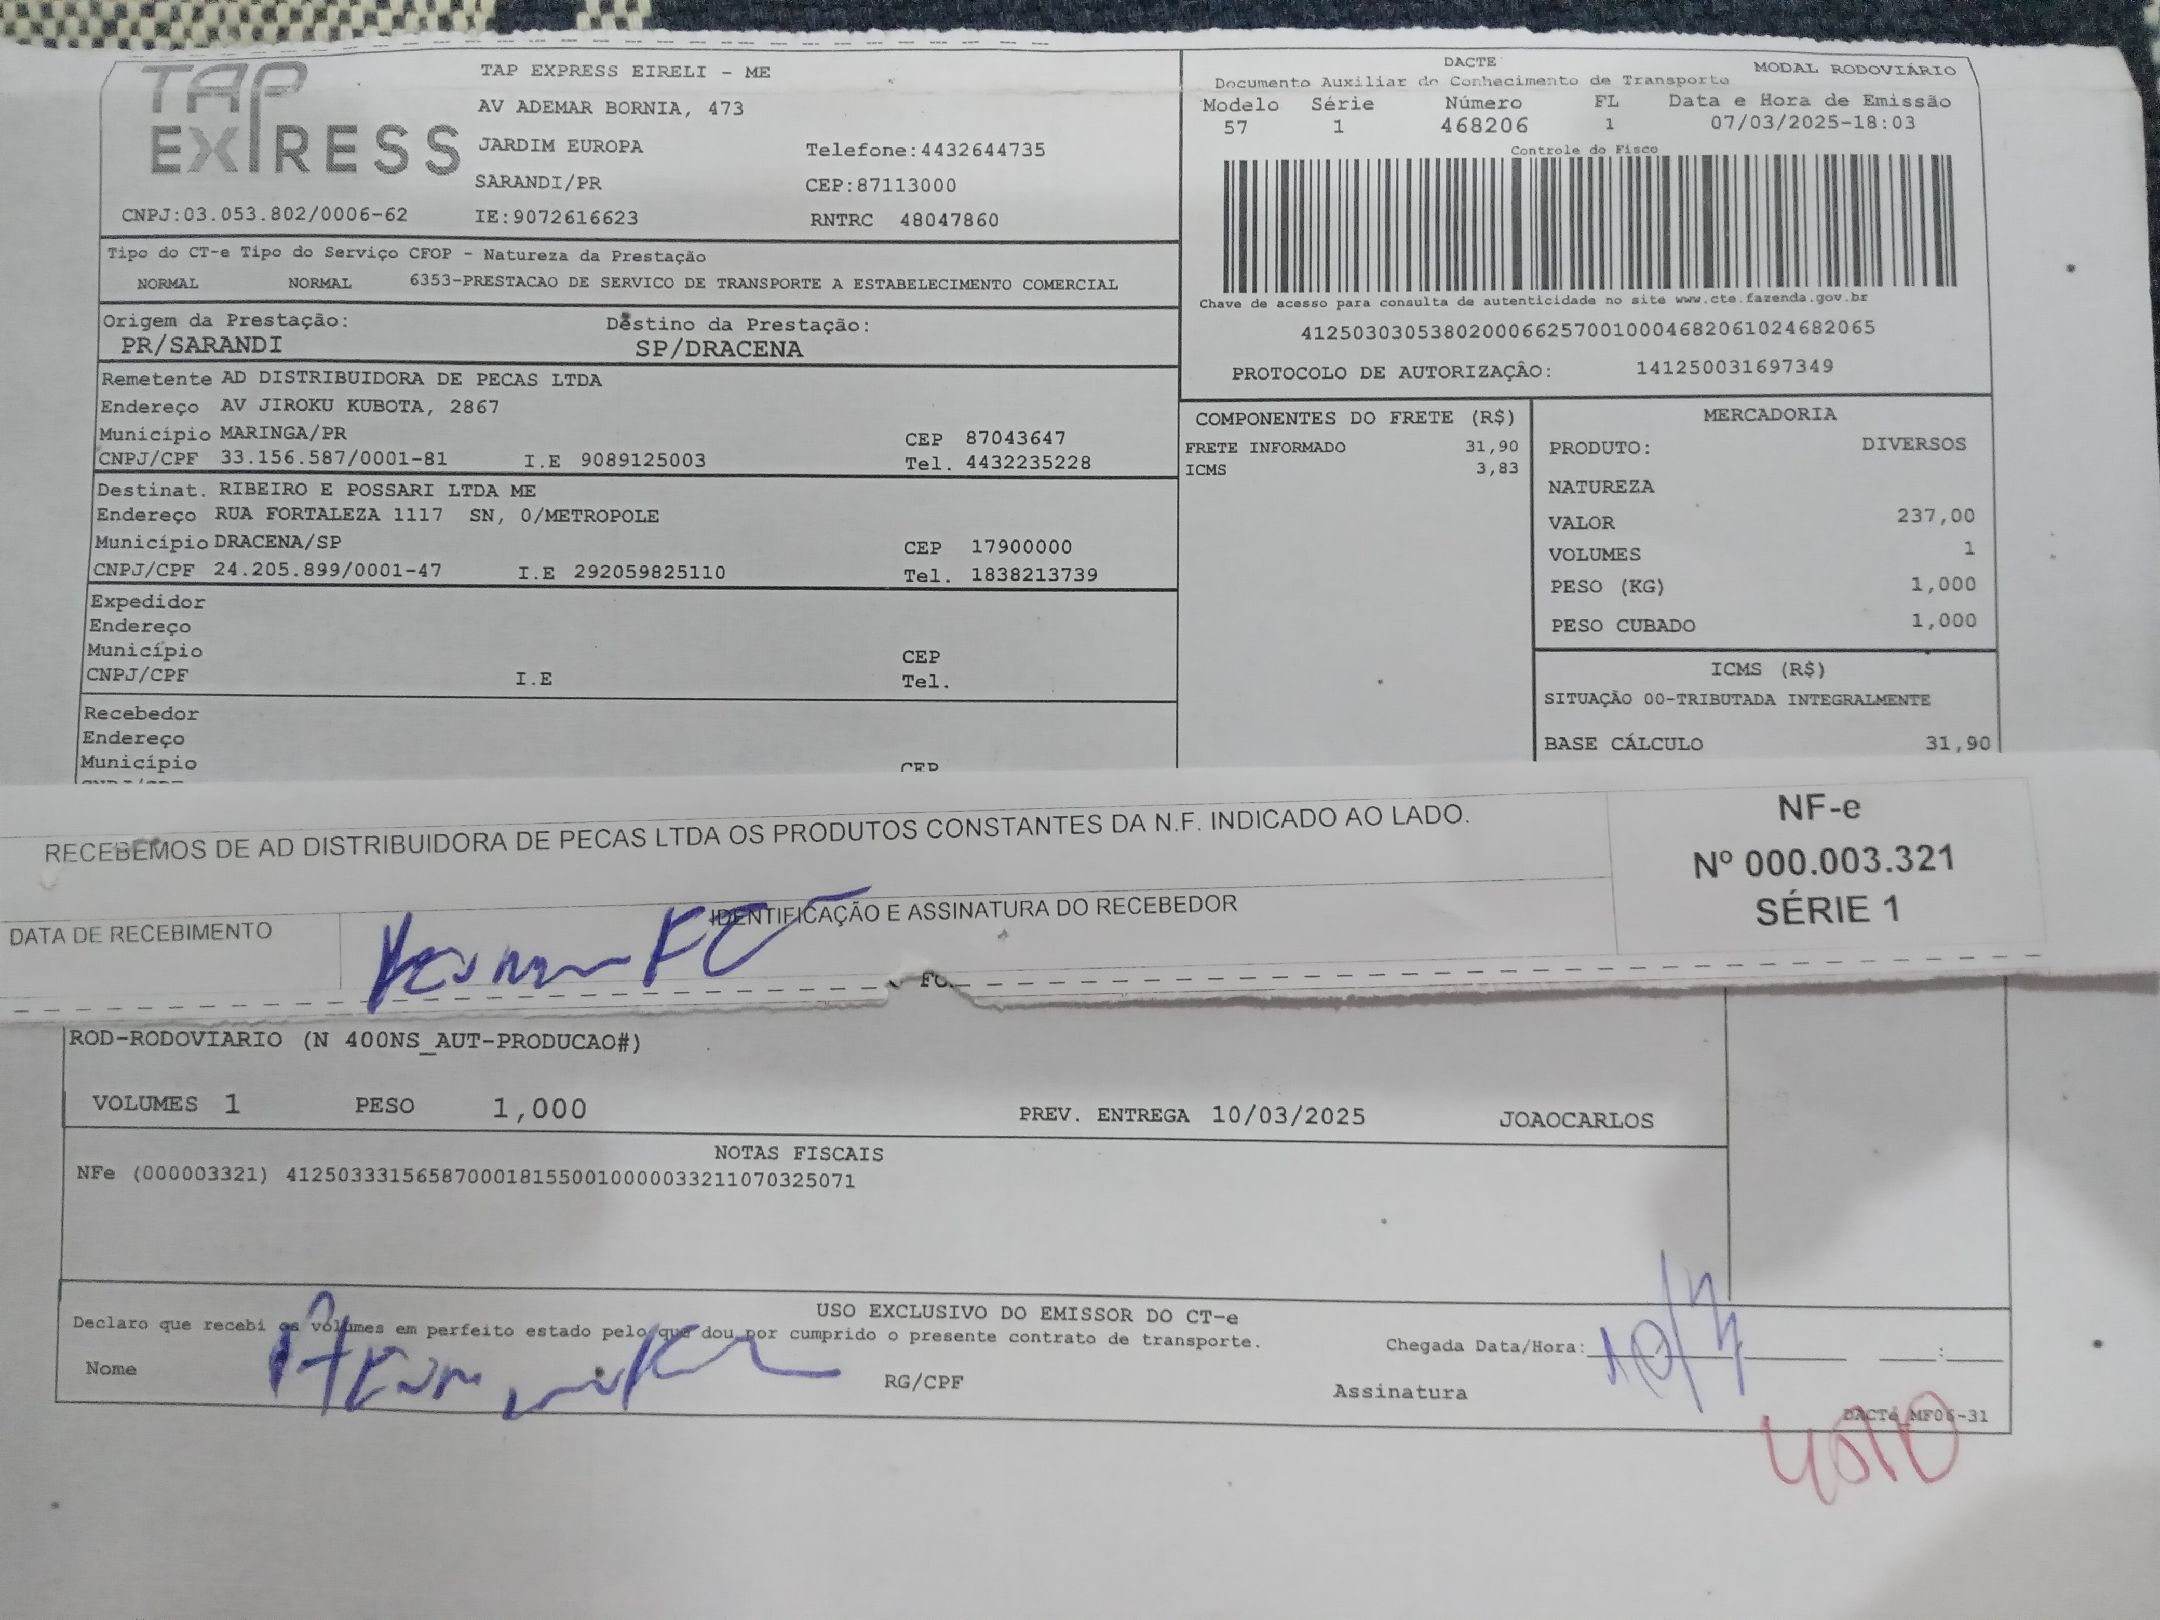 TAP EXPRESS
TAP EXPRESS EIRELI - ME
AV ADEMAR BORNIA, 473
JARDIM EUROPA Telefone:4432644735
SARANDI/PR CEP:87113000
CNPJ:03.053.802/0006-62 IE:9072616623 RNTRC 48047860
DACTE MODAL RODOVIÁRIO
Documento Auxiliar do Conhecimento de Transporte
Modelo Série Número FL Data e Hora de Emissão
57 1 468206 1 07/03/2025-18:03
Controle do Fisco
Chave de acesso para consulta de autenticidade no site www.cte.fazenda.gov.br
41250303053802000662570010004682061024682065
PROTOCOLO DE AUTORIZAÇÃO: 141250031697349
Tipo do CT-e Tipo do Serviço CFOP - Natureza da Prestação
NORMAL NORMAL 6353-PRESTACAO DE SERVICO DE TRANSPORTE A ESTABELECIMENTO COMERCIAL
Origem da Prestação: Destino da Prestação:
PR/SARANDI SP/DRACENA
Remetente AD DISTRIBUIDORA DE PECAS LTDA
Endereço AV JIROKU KUBOTA, 2867
Município MARINGA/PR CEP 87043647
CNPJ/CPF 33.156.587/0001-81 I.E 9089125003 Tel. 4432235228
Destinat. RIBEIRO E POSSARI LTDA ME
Endereço RUA FORTALEZA 1117 SN, 0/METROPOLE
Município DRACENA/SP CEP 17900000
CNPJ/CPF 24.205.899/0001-47 I.E 292059825110 Tel. 1838213739
Expedidor
Endereço
Município CEP
CNPJ/CPF I.E Tel.
Recebedor
Endereço
Município CEP
COMPONENTES DO FRETE (R$)
FRETE INFORMADO 31,90
ICMS 3,83
MERCADORIA
PRODUTO: DIVERSOS
NATUREZA
VALOR 237,00
VOLUMES 1
PESO (KG) 1,000
PESO CUBADO 1,000
ICMS (R$)
SITUAÇÃO 00-TRIBUTADA INTEGRALMENTE
BASE CÁLCULO 31,90
RECEBEMOS DE AD DISTRIBUIDORA DE PECAS LTDA OS PRODUTOS CONSTANTES DA N.F. INDICADO AO LADO.
NF-e
Nº 000.003.321
SÉRIE 1
DATA DE RECEBIMENTO IDENTIFICAÇÃO E ASSINATURA DO RECEBEDOR
ROD-RODOVIARIO (N 400NS_AUT-PRODUCAO#)
VOLUMES 1 PESO 1,000 PREV. ENTREGA 10/03/2025 JOAOCARLOS
NOTAS FISCAIS
NFe (000003321) 41250333156587000181550010000033211070325071
USO EXCLUSIVO DO EMISSOR DO CT-e
Declaro que recebi os volumes em perfeito estado pelo que dou por cumprido o presente contrato de transporte.
Chegada Data/Hora: __ __:__
Nome RG/CPF Assinatura
DACTe_MF06-31